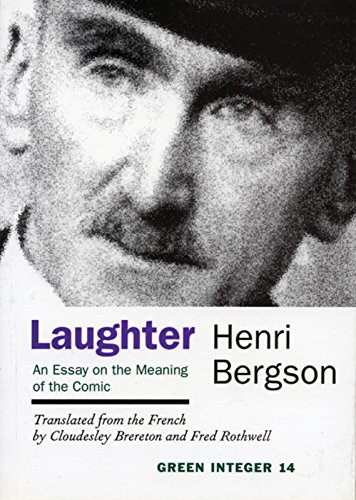 Laughter
An Essay on the Meaning
of the Comic
Henri
Bergson
Translated from the French
by Cloudesley Brereton and Fred Rothwell
GREEN INTEGER 14